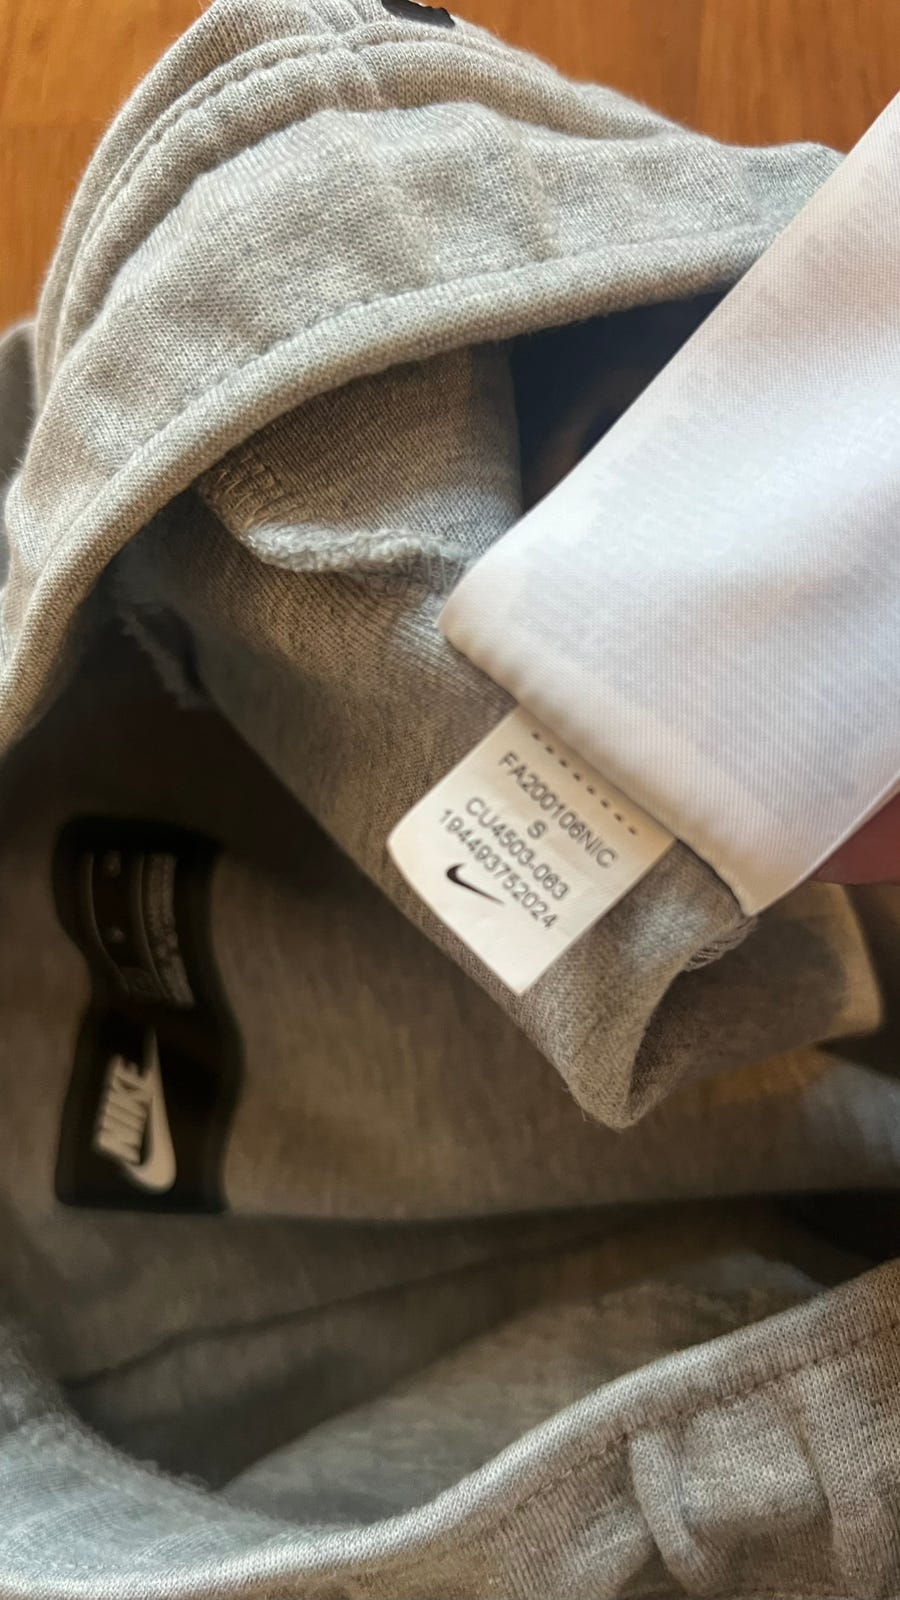 FA200106NIC
S
CU4503-063
194493752024
NIKE